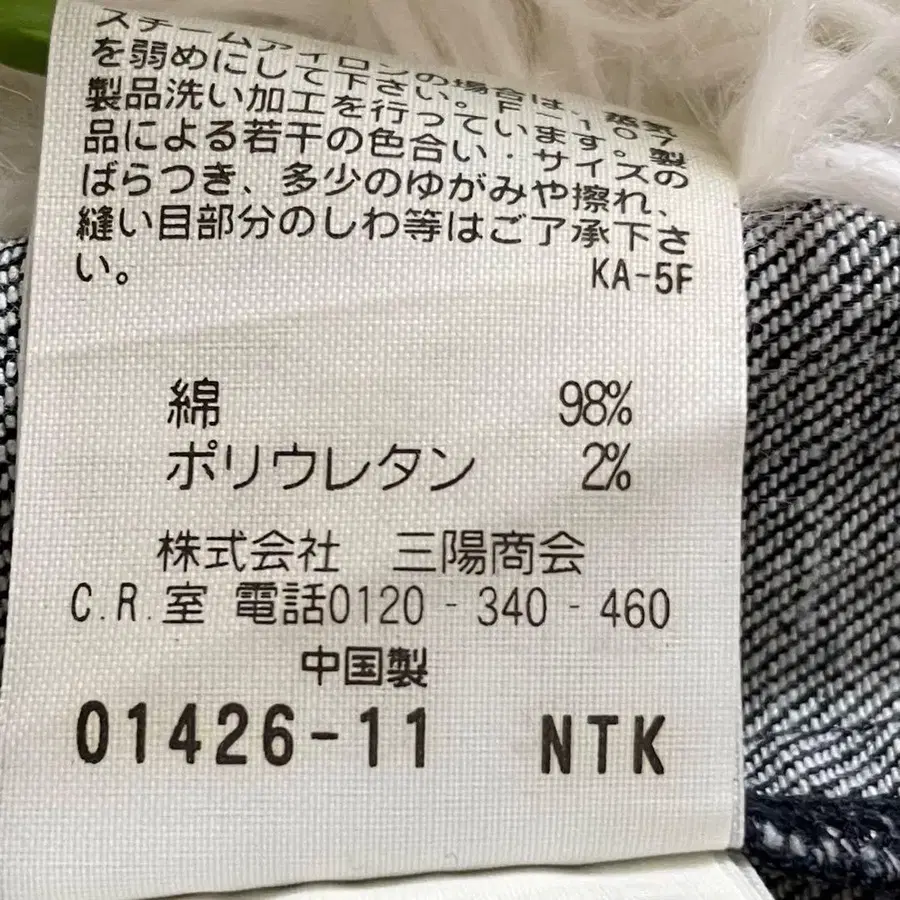 スチームアイロンの場合は、蒸気
を弱めにして下さい。F-107
製品洗い加工を行っています。製
品による若干の色合い・サイズの
ばらつき、多少のゆがみや擦れ、
縫い目部分のしわ等はご了承下さ
い。 KA-5F
綿 98%
ポリウレタン 2%
株式会社 三陽商会
C.R.室 電話0120-340-460
中国製
01426-11 NTK